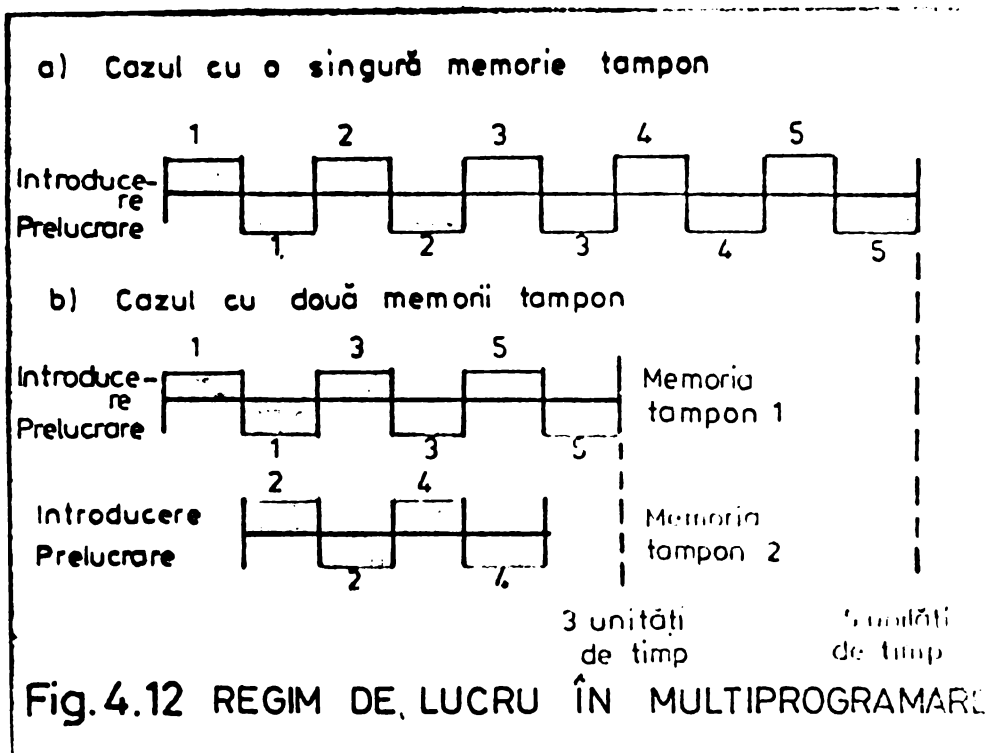 a) Cazul cu o singură memorie tampon
1 2 3 4 5
Introduce-
re
Prelucrare
1. 2 3 4 5
b) Cazul cu două memorii tampon
1 3 5
Introduce-
re
Prelucrare
Memoria
tampon 1
1 3 5
2 4
Introducere
Prelucrare
Memoria
tampon 2
2 4
3 unități
de timp
5 unități
de timp
Fig. 4.12 REGIM DE LUCRU ÎN MULTIPROGRAMARE